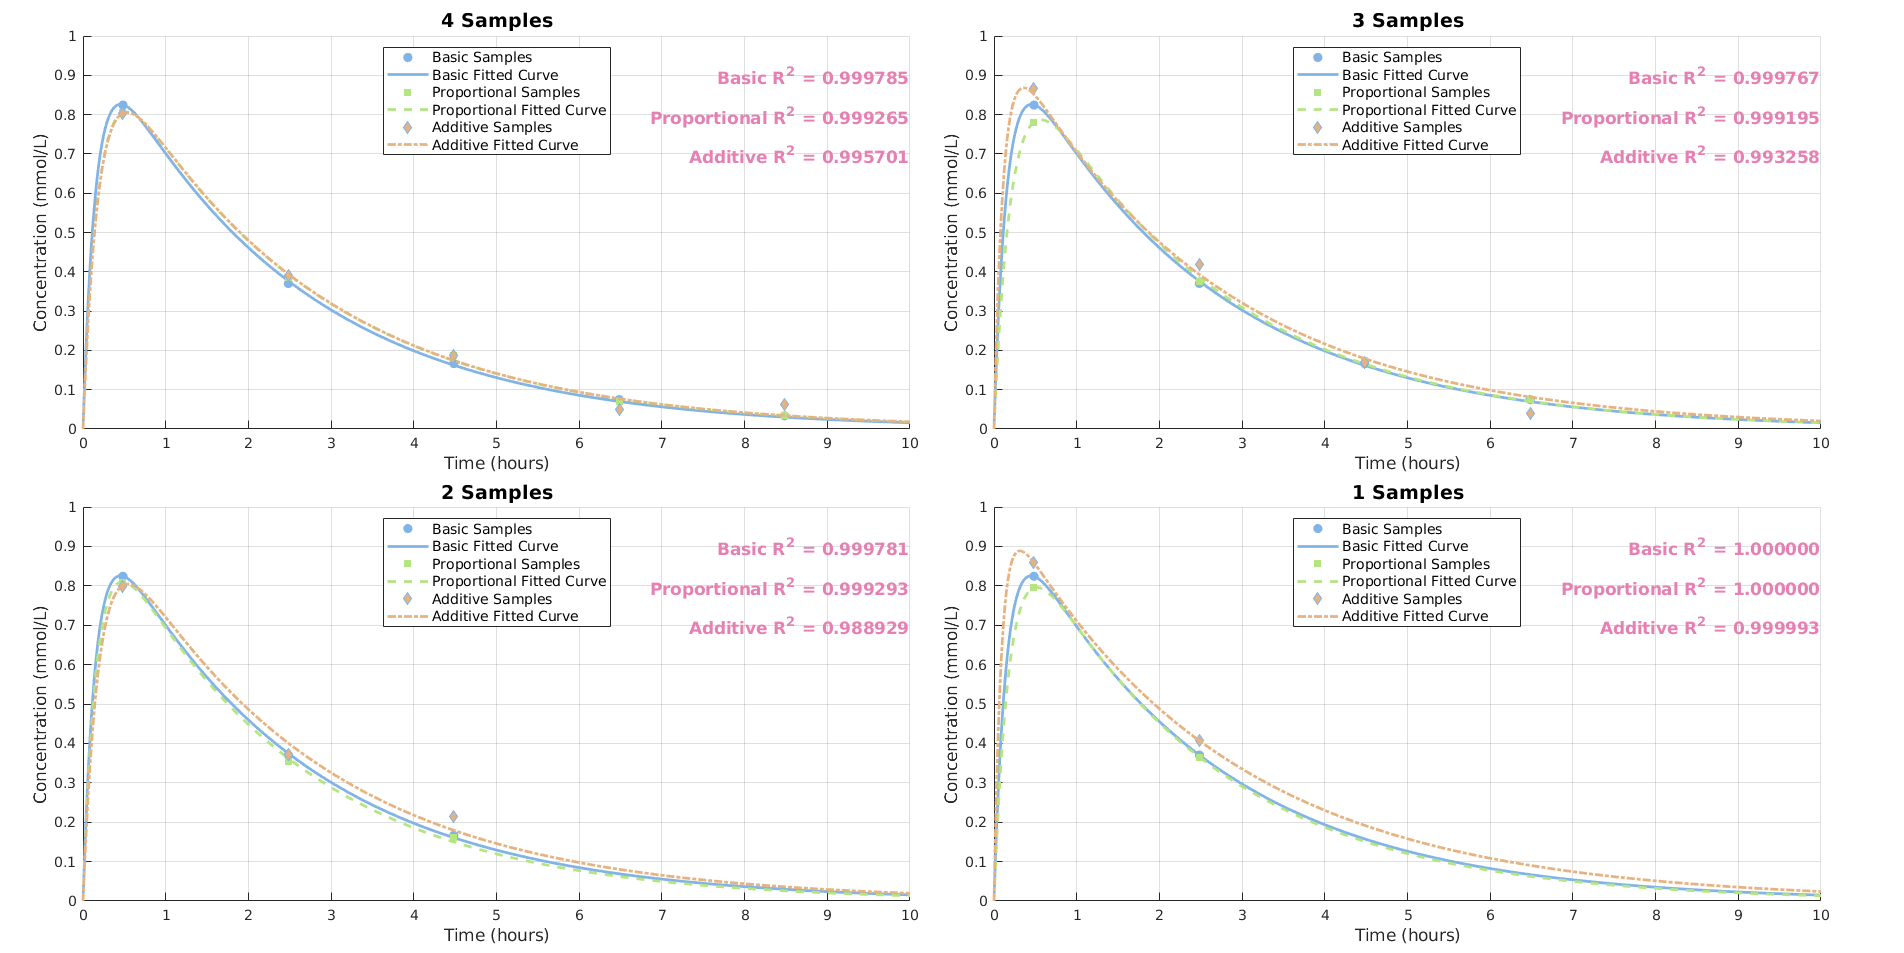 4 Samples
Basic Samples
Basic Fitted Curve
Proportional Samples
Proportional Fitted Curve
Additive Samples
Additive Fitted Curve
Basic R² = 0.999785
Proportional R² = 0.999265
Additive R² = 0.995701
Concentration (mmol/L)
1
0.9
0.8
0.7
0.6
0.5
0.4
0.3
0.2
0.1
0
0 1 2 3 4 5 6 7 8 9 10
Time (hours)
3 Samples
Basic Samples
Basic Fitted Curve
Proportional Samples
Proportional Fitted Curve
Additive Samples
Additive Fitted Curve
Basic R² = 0.999767
Proportional R² = 0.999195
Additive R² = 0.993258
Concentration (mmol/L)
1
0.9
0.8
0.7
0.6
0.5
0.4
0.3
0.2
0.1
0
0 1 2 3 4 5 6 7 8 9 10
Time (hours)
2 Samples
Basic Samples
Basic Fitted Curve
Proportional Samples
Proportional Fitted Curve
Additive Samples
Additive Fitted Curve
Basic R² = 0.999781
Proportional R² = 0.999293
Additive R² = 0.988929
Concentration (mmol/L)
1
0.9
0.8
0.7
0.6
0.5
0.4
0.3
0.2
0.1
0
0 1 2 3 4 5 6 7 8 9 10
Time (hours)
1 Samples
Basic Samples
Basic Fitted Curve
Proportional Samples
Proportional Fitted Curve
Additive Samples
Additive Fitted Curve
Basic R² = 1.000000
Proportional R² = 1.000000
Additive R² = 0.999993
Concentration (mmol/L)
1
0.9
0.8
0.7
0.6
0.5
0.4
0.3
0.2
0.1
0
0 1 2 3 4 5 6 7 8 9 10
Time (hours)